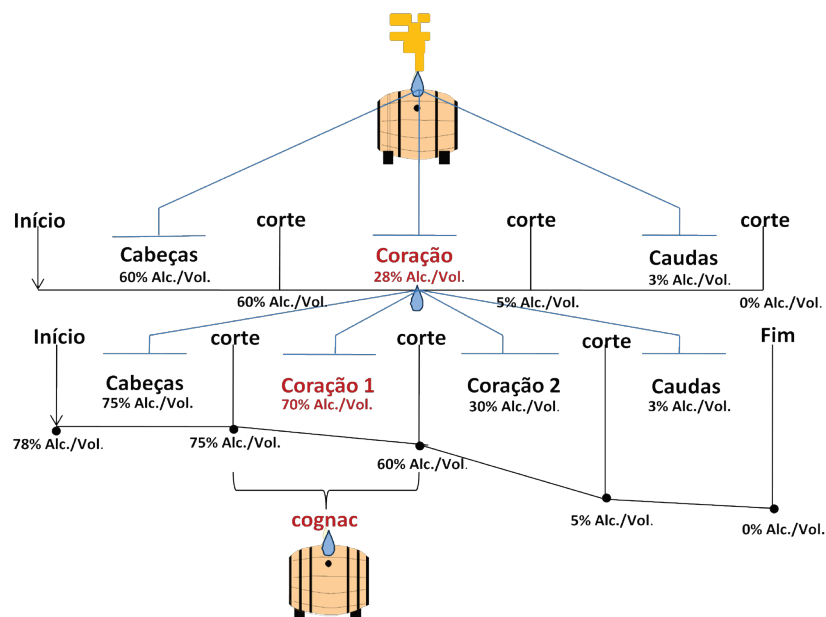 Início
corte
corte
corte
Cabeças
60% Alc./Vol.
Coração
28% Alc./Vol.
Caudas
3% Alc./Vol.
60% Alc./Vol.
5% Alc./Vol.
0% Alc./Vol.
Início
corte
corte
corte
Fim
Cabeças
75% Alc./Vol.
Coração 1
70% Alc./Vol.
Coração 2
30% Alc./Vol.
Caudas
3% Alc./Vol.
78% Alc./Vol.
75% Alc./Vol.
60% Alc./Vol.
5% Alc./Vol.
0% Alc./Vol.
cognac